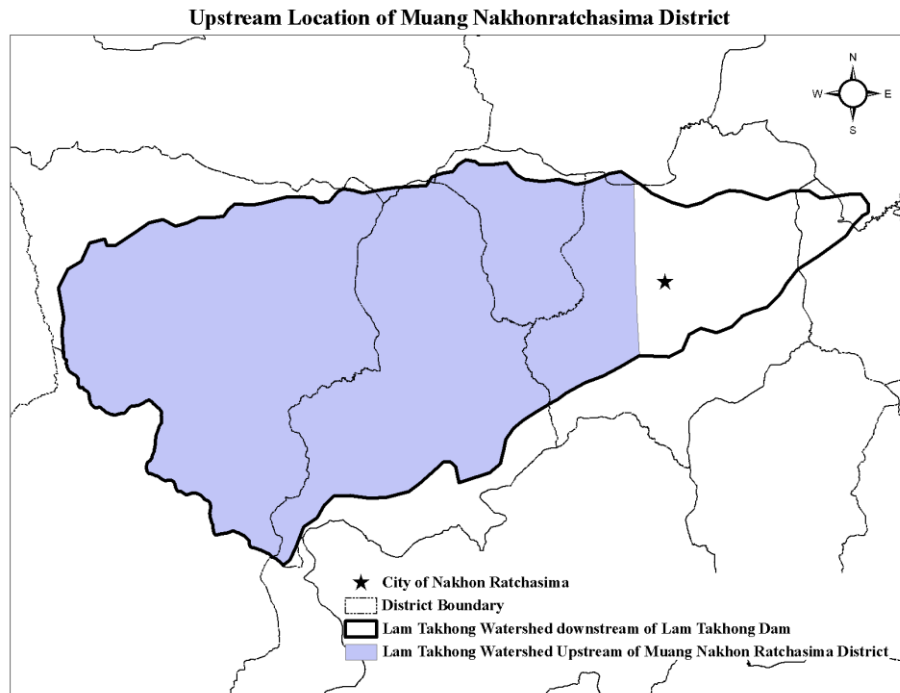 Upstream Location of Muang Nakhonratchasima District
N
W E
S
City of Nakhon Ratchasima
District Boundary
Lam Takhong Watershed downstream of Lam Takhong Dam
Lam Takhong Watershed Upstream of Muang Nakhon Ratchasima District